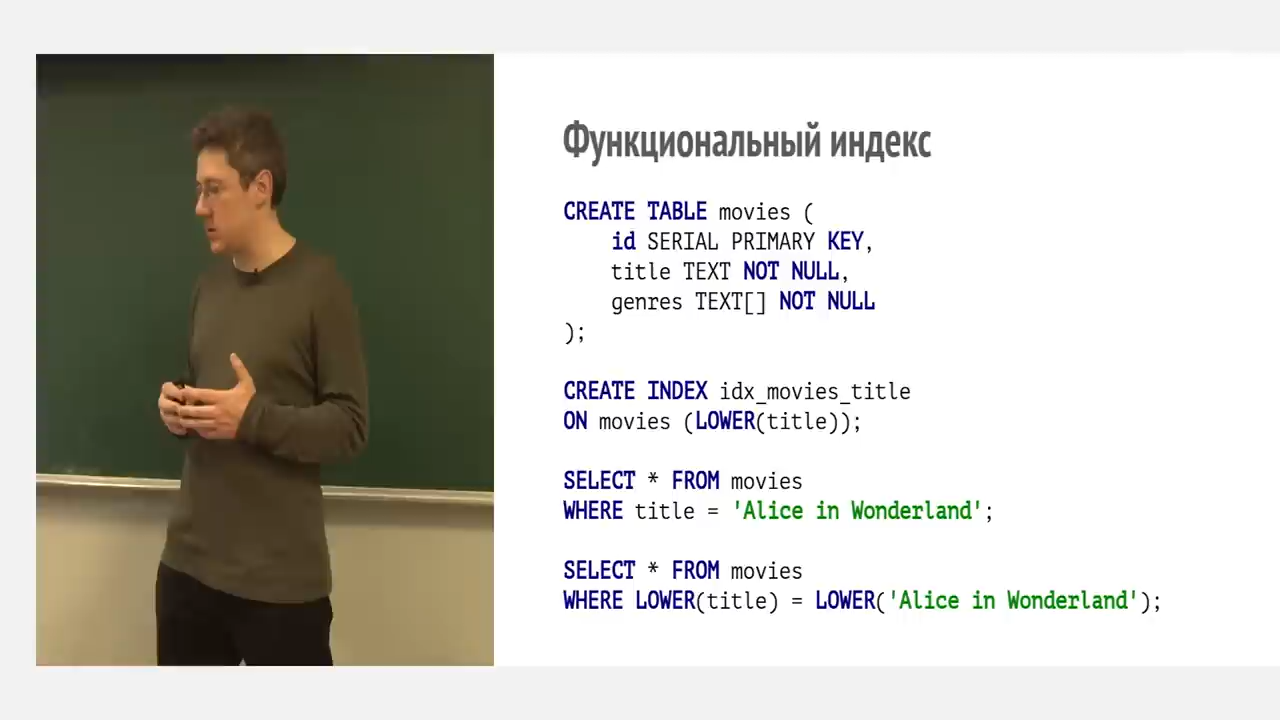 Функциональный индекс
CREATE TABLE movies (
    id SERIAL PRIMARY KEY,
    title TEXT NOT NULL,
    genres TEXT[] NOT NULL
);
CREATE INDEX idx_movies_title
ON movies (LOWER(title));
SELECT * FROM movies
WHERE title = 'Alice in Wonderland';
SELECT * FROM movies
WHERE LOWER(title) = LOWER('Alice in Wonderland');